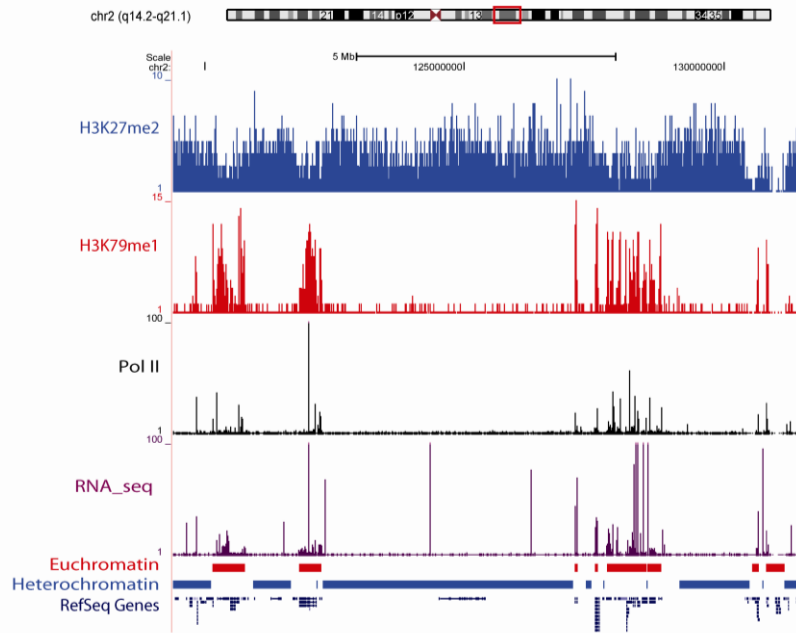 chr2 (q14.2-q21.1) 21 14 p12 13 34 35
Scale 5 Mb
chr2: 125000000 130000000
10
H3K27me2
1
15
H3K79me1
1
100
Pol II
1
100
RNA_seq
1
Euchromatin
Heterochromatin
RefSeq Genes